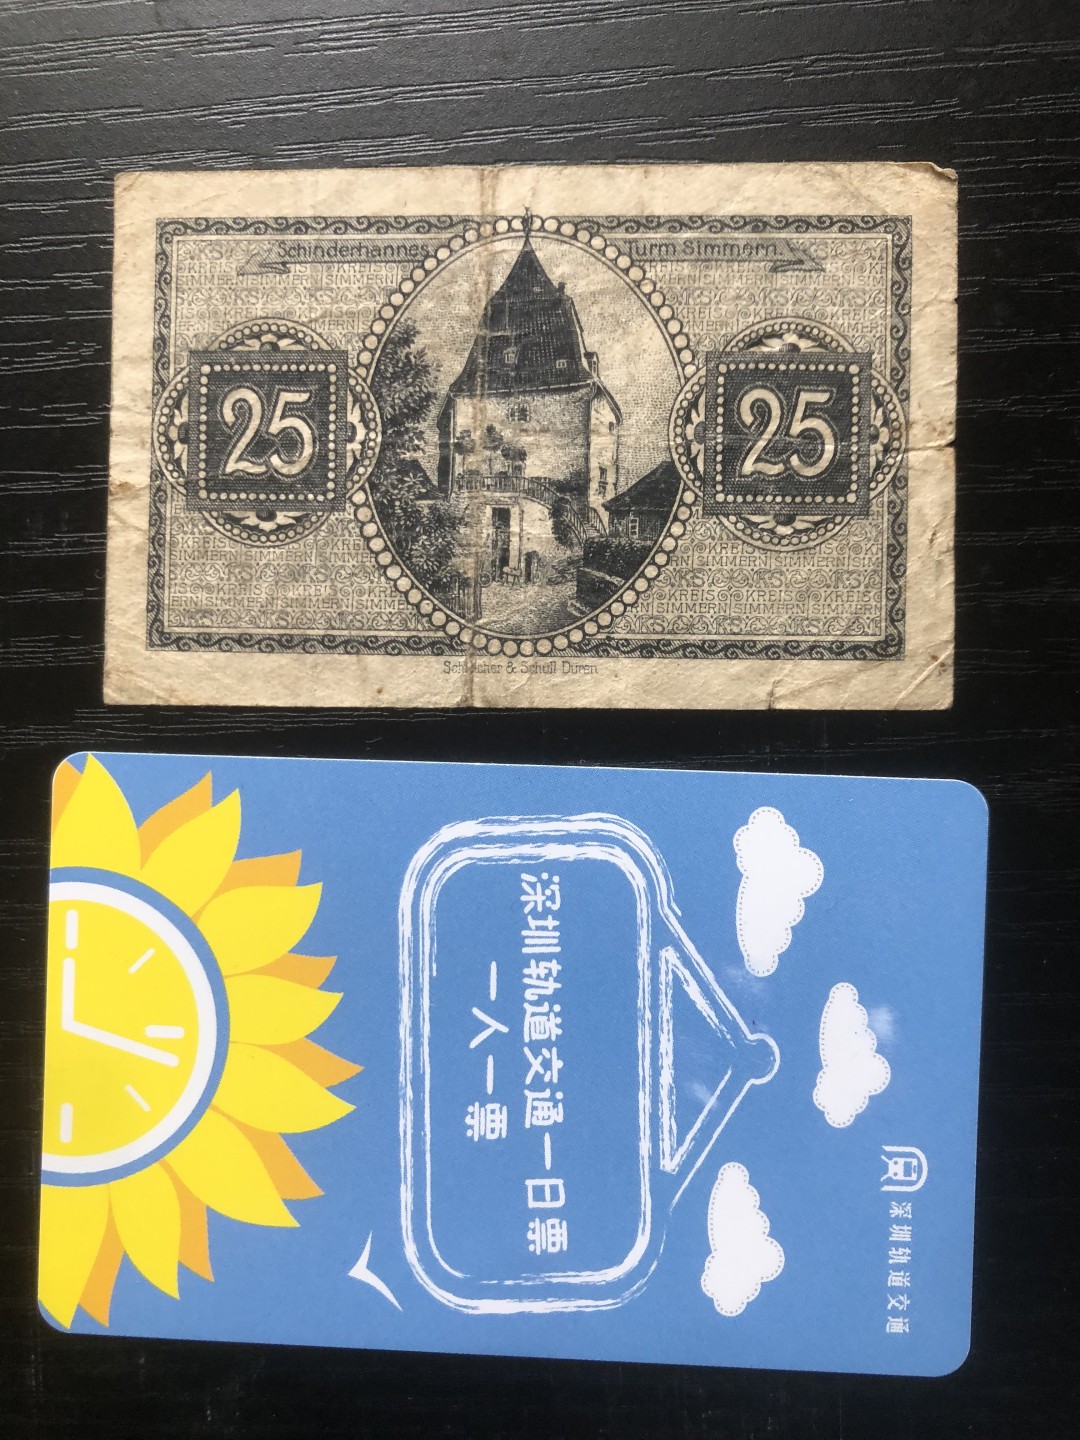 Schinderhannes Turm Simmern
25 25
KREIS SIMMERN
KS
Schleicher & Schüll Düren
深圳轨道交通一日票
一人一票
深圳轨道交通